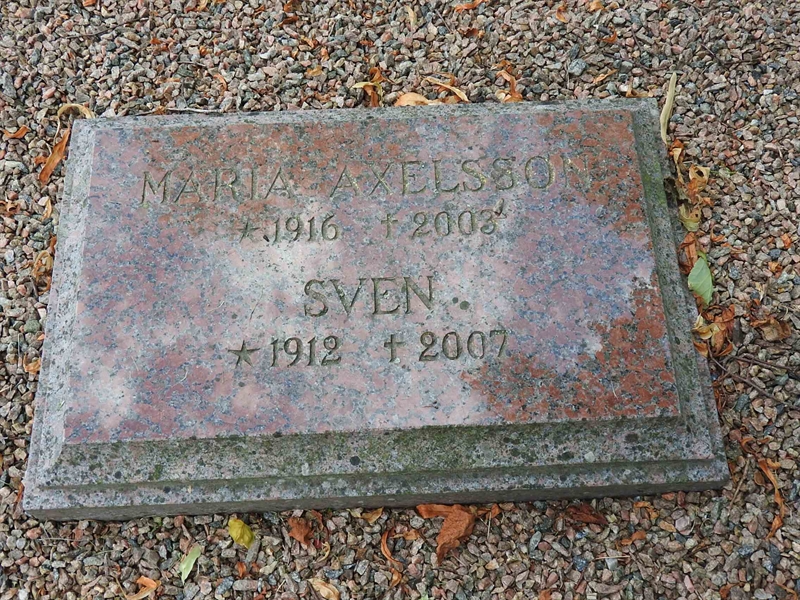 MARIA AXELSSON
★ 1916 † 2003
SVEN
★ 1912 † 2007